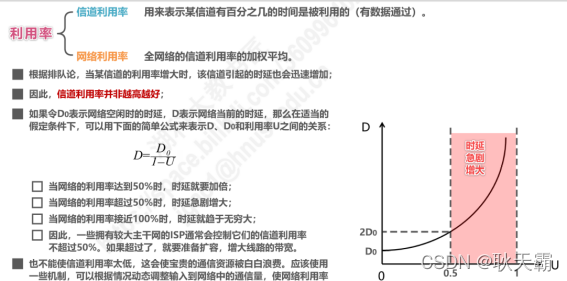 利用率
信道利用率 用来表示某信道有百分之几的时间是被利用的（有数据通过）。
网络利用率 全网络的信道利用率的加权平均。
根据排队论，当某信道的利用率增大时，该信道引起的时延也会迅速增加；
因此，信道利用率并非越高越好；
如果令D₀表示网络空闲时的时延，D表示网络当前的时延，那么在适当的
假定条件下，可以用下面的简单公式来表示D、D₀和利用率U之间的关系：
D=D₀/1-U
当网络的利用率达到50%时，时延就要加倍；
当网络的利用率超过50%时，时延急剧增大；
当网络的利用率接近100%时，时延就趋于无穷大；
因此，一些拥有较大主干网的ISP通常会控制它们的信道利用率
不超过50%。如果超过了，就要准备扩容，增大线路的带宽。
也不能使信道利用率太低，这会使宝贵的通信资源被白白浪费。应该使用
一些机制，可以根据情况动态调整输入到网络中的通信量，使网络利用率
D
时延
急剧
增大
2D₀
D₀
0
0.5
1
U
CSDN @耿天霸